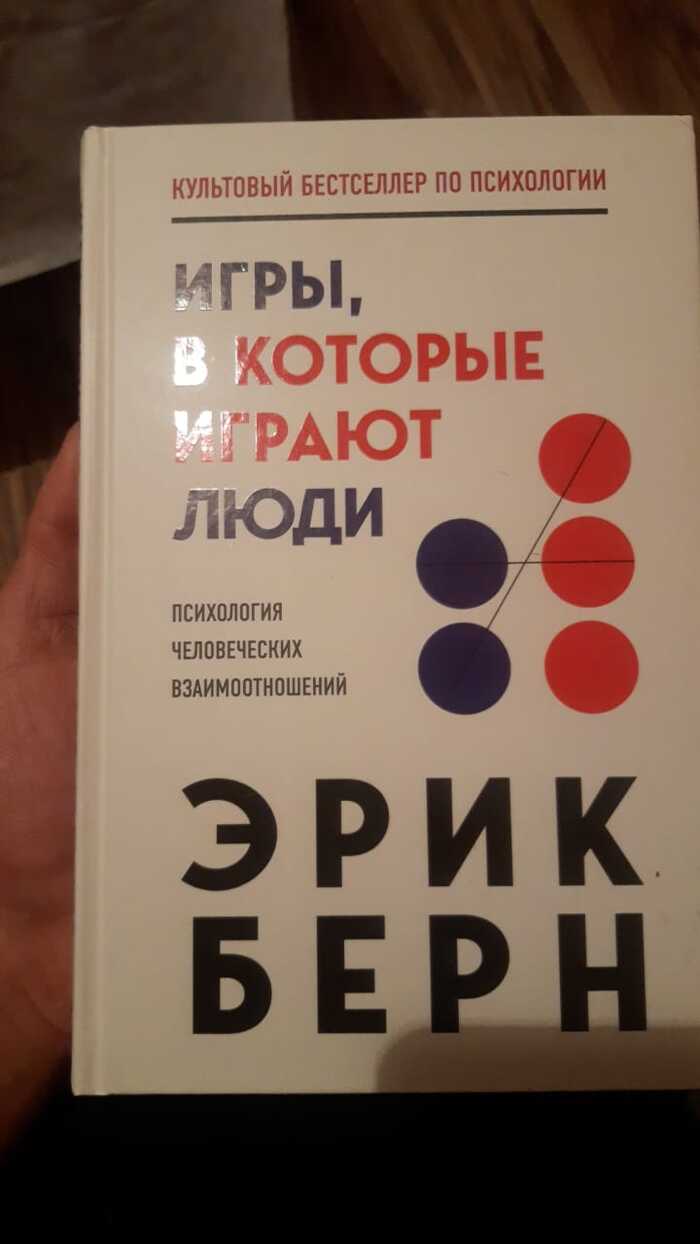 КУЛЬТОВЫЙ БЕСТСЕЛЛЕР ПО ПСИХОЛОГИИ
ИГРЫ,
В КОТОРЫЕ
ИГРАЮТ
ЛЮДИ
ПСИХОЛОГИЯ
ЧЕЛОВЕЧЕСКИХ
ВЗАИМООТНОШЕНИЙ
ЭРИК
БЕРН